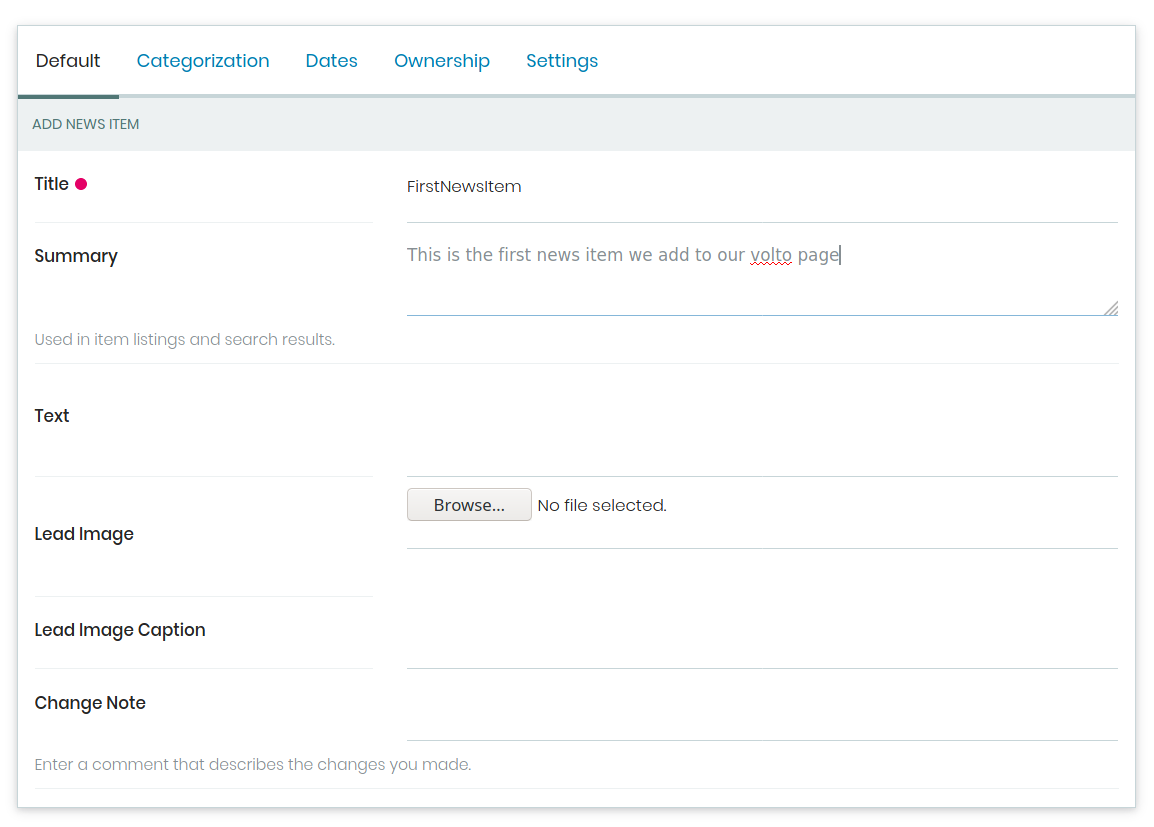 Default Categorization Dates Ownership Settings
ADD NEWS ITEM
Title FirstNewsItem
Summary This is the first news item we add to our volto page
Used in item listings and search results.
Text
Browse... No file selected.
Lead Image
Lead Image Caption
Change Note
Enter a comment that describes the changes you made.